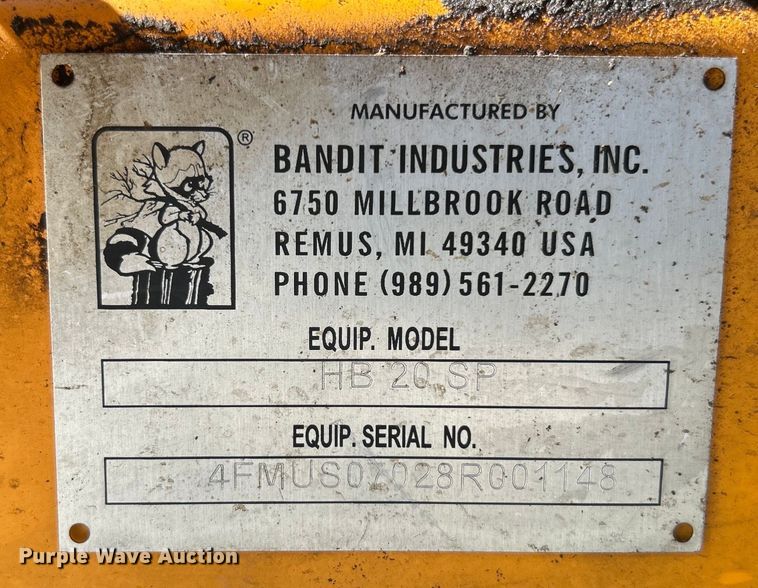 MANUFACTURED BY
®
BANDIT INDUSTRIES, INC.
6750 MILLBROOK ROAD
REMUS, MI 49340 USA
PHONE (989) 561-2270
EQUIP. MODEL
HB 20 SP
EQUIP. SERIAL NO.
4FMUS07028R001148
Purple Wave Auction